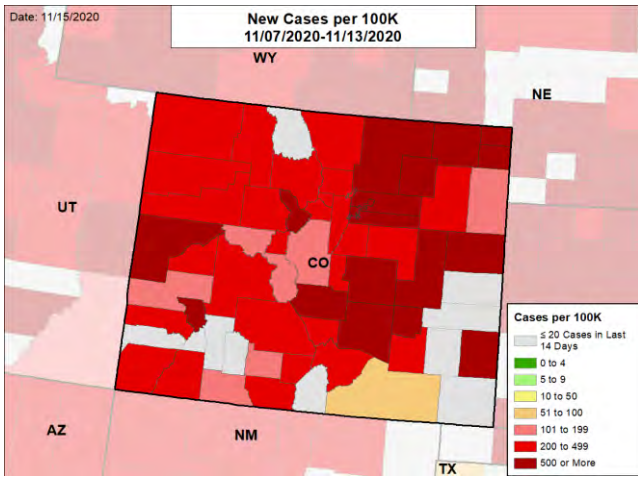 Date: 11/15/2020
New Cases per 100K
11/07/2020-11/13/2020
WY
NE
UT
CO
AZ
NM
TX
Cases per 100K
≤ 20 Cases in Last
14 Days
0 to 4
5 to 9
10 to 50
51 to 100
101 to 199
200 to 499
500 or More